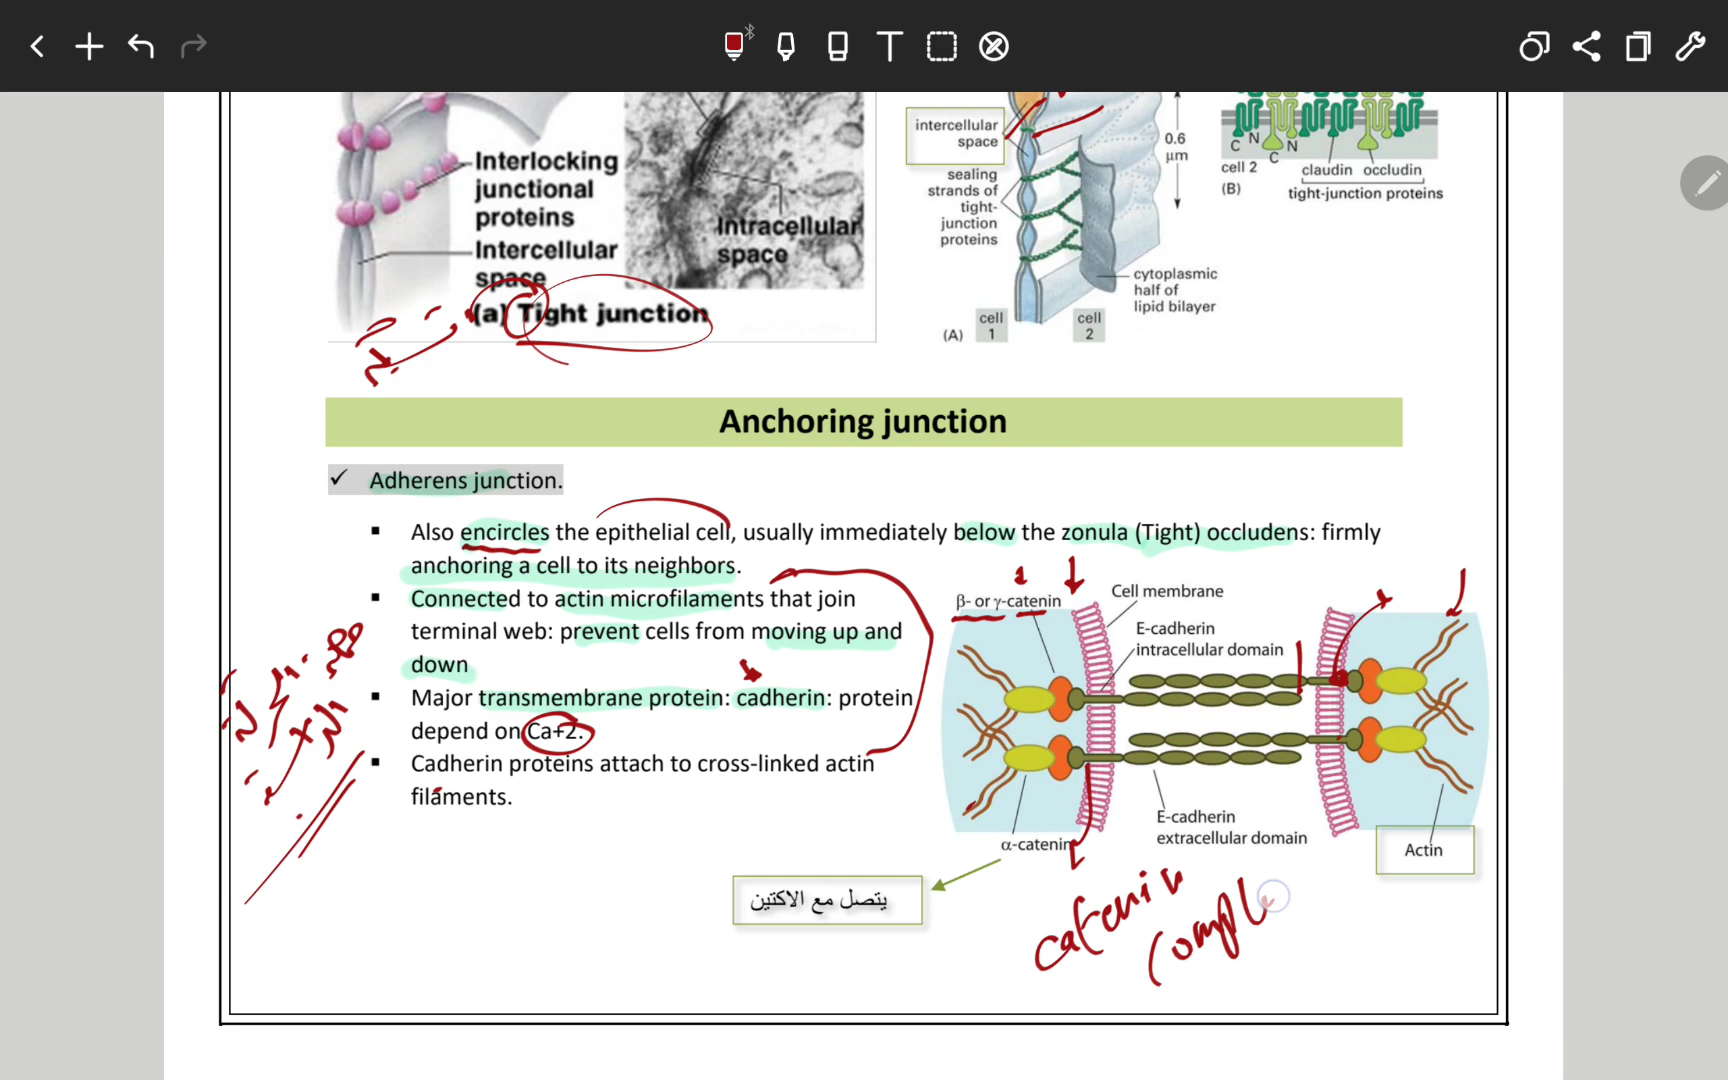 Interlocking
junctional
proteins
Intercellular
space
Intracellular
space
(a) Tight junction
intercellular
space
sealing
strands of
tight-
junction
proteins
0.6
μm
cytoplasmic
half of
lipid bilayer
cell
1
cell
2
(A)
C
N
C
N
cell 2
(B)
claudin occludin
tight-junction proteins
Anchoring junction
✓ Adherens junction.
▪ Also encircles the epithelial cell, usually immediately below the zonula (Tight) occludens: firmly
anchoring a cell to its neighbors.
▪ Connected to actin microfilaments that join
terminal web: prevent cells from moving up and
down
▪ Major transmembrane protein: cadherin: protein
depend on Ca+2.
▪ Cadherin proteins attach to cross-linked actin
filaments.
β- or γ-catenin
Cell membrane
E-cadherin
intracellular domain
E-cadherin
extracellular domain
α-catenin
Actin
يتصل مع الاكتين
catenin